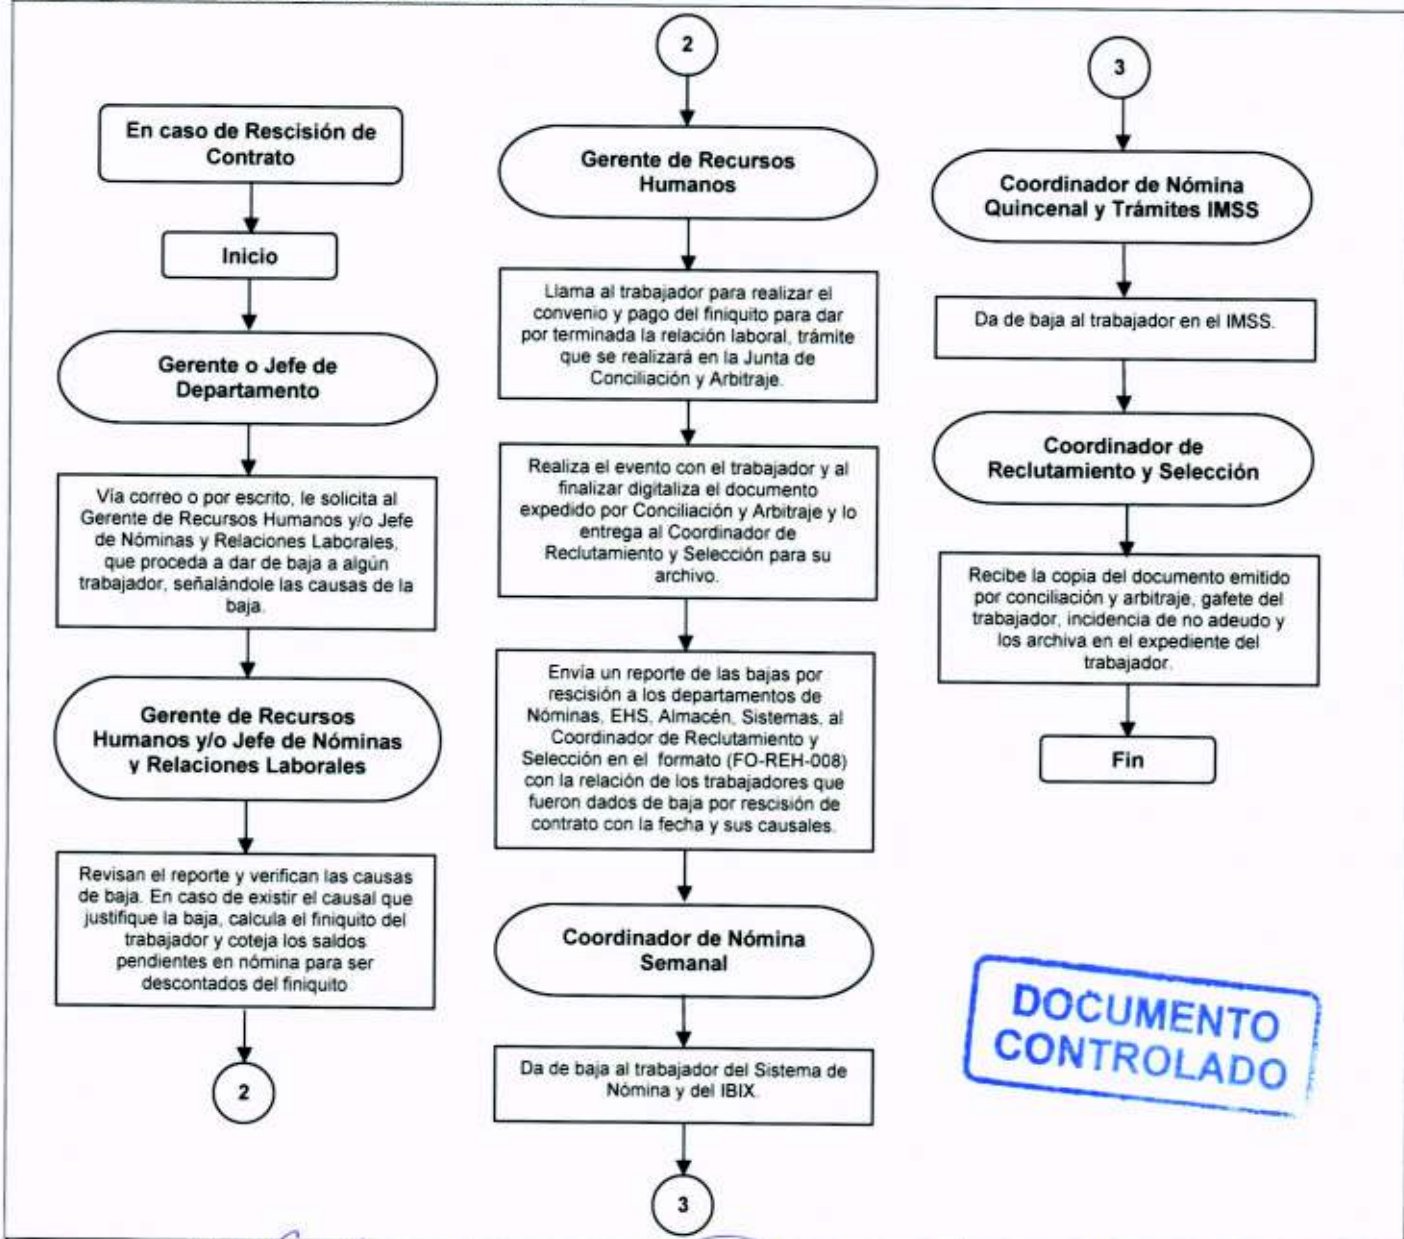 En caso de Rescisión de
Contrato
Inicio
Gerente o Jefe de
Departamento
Vía correo o por escrito, le solicita al
Gerente de Recursos Humanos y/o Jefe
de Nóminas y Relaciones Laborales,
que proceda a dar de baja a algún
trabajador, señalándole las causas de la
baja.
Gerente de Recursos
Humanos y/o Jefe de Nóminas
y Relaciones Laborales
Revisan el reporte y verifican las causas
de baja. En caso de existir el causal que
justifique la baja, calcula el finiquito del
trabajador y coteja los saldos
pendientes en nómina para ser
descontados del finiquito
2
2
Gerente de Recursos
Humanos
Llama al trabajador para realizar el
convenio y pago del finiquito para dar
por terminada la relación laboral, trámite
que se realizará en la Junta de
Conciliación y Arbitraje.
Realiza el evento con el trabajador y al
finalizar digitaliza el documento
expedido por Conciliación y Arbitraje y lo
entrega al Coordinador de
Reclutamiento y Selección para su
archivo.
Envía un reporte de las bajas por
rescisión a los departamentos de
Nóminas, EHS, Almacén, Sistemas, al
Coordinador de Reclutamiento y
Selección en el formato (FO-REH-008)
con la relación de los trabajadores que
fueron dados de baja por rescisión de
contrato con la fecha y sus causales.
Coordinador de Nómina
Semanal
Da de baja al trabajador del Sistema de
Nómina y del IBIX.
3
3
Coordinador de Nómina
Quincenal y Trámites IMSS
Da de baja al trabajador en el IMSS.
Coordinador de
Reclutamiento y Selección
Recibe la copia del documento emitido
por conciliación y arbitraje, gafete del
trabajador, incidencia de no adeudo y
los archiva en el expediente del
trabajador.
Fin
DOCUMENTO
CONTROLADO